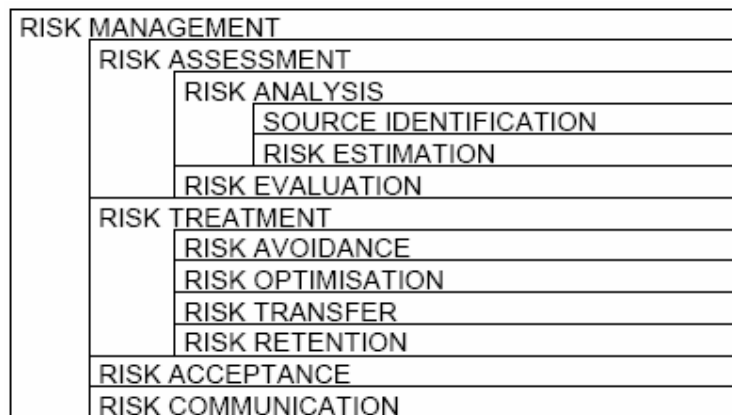 RISK MANAGEMENT
RISK ASSESSMENT
RISK ANALYSIS
SOURCE IDENTIFICATION
RISK ESTIMATION
RISK EVALUATION
RISK TREATMENT
RISK AVOIDANCE
RISK OPTIMISATION
RISK TRANSFER
RISK RETENTION
RISK ACCEPTANCE
RISK COMMUNICATION